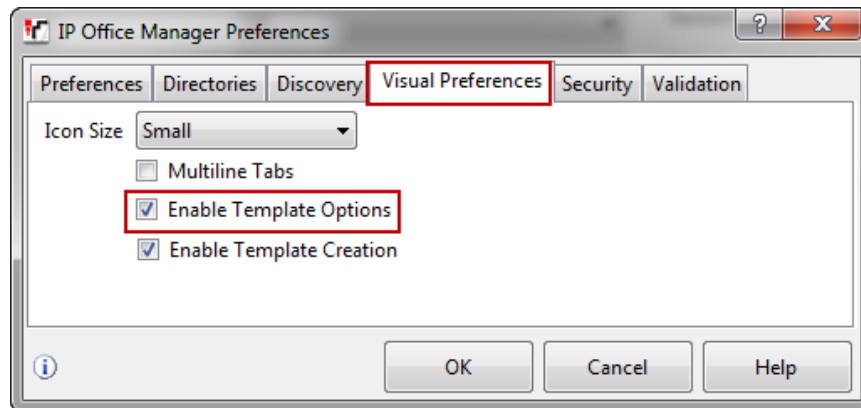 IP Office Manager Preferences
Preferences Directories Discovery Visual Preferences Security Validation
Icon Size Small
Multiline Tabs
Enable Template Options
Enable Template Creation
OK Cancel Help